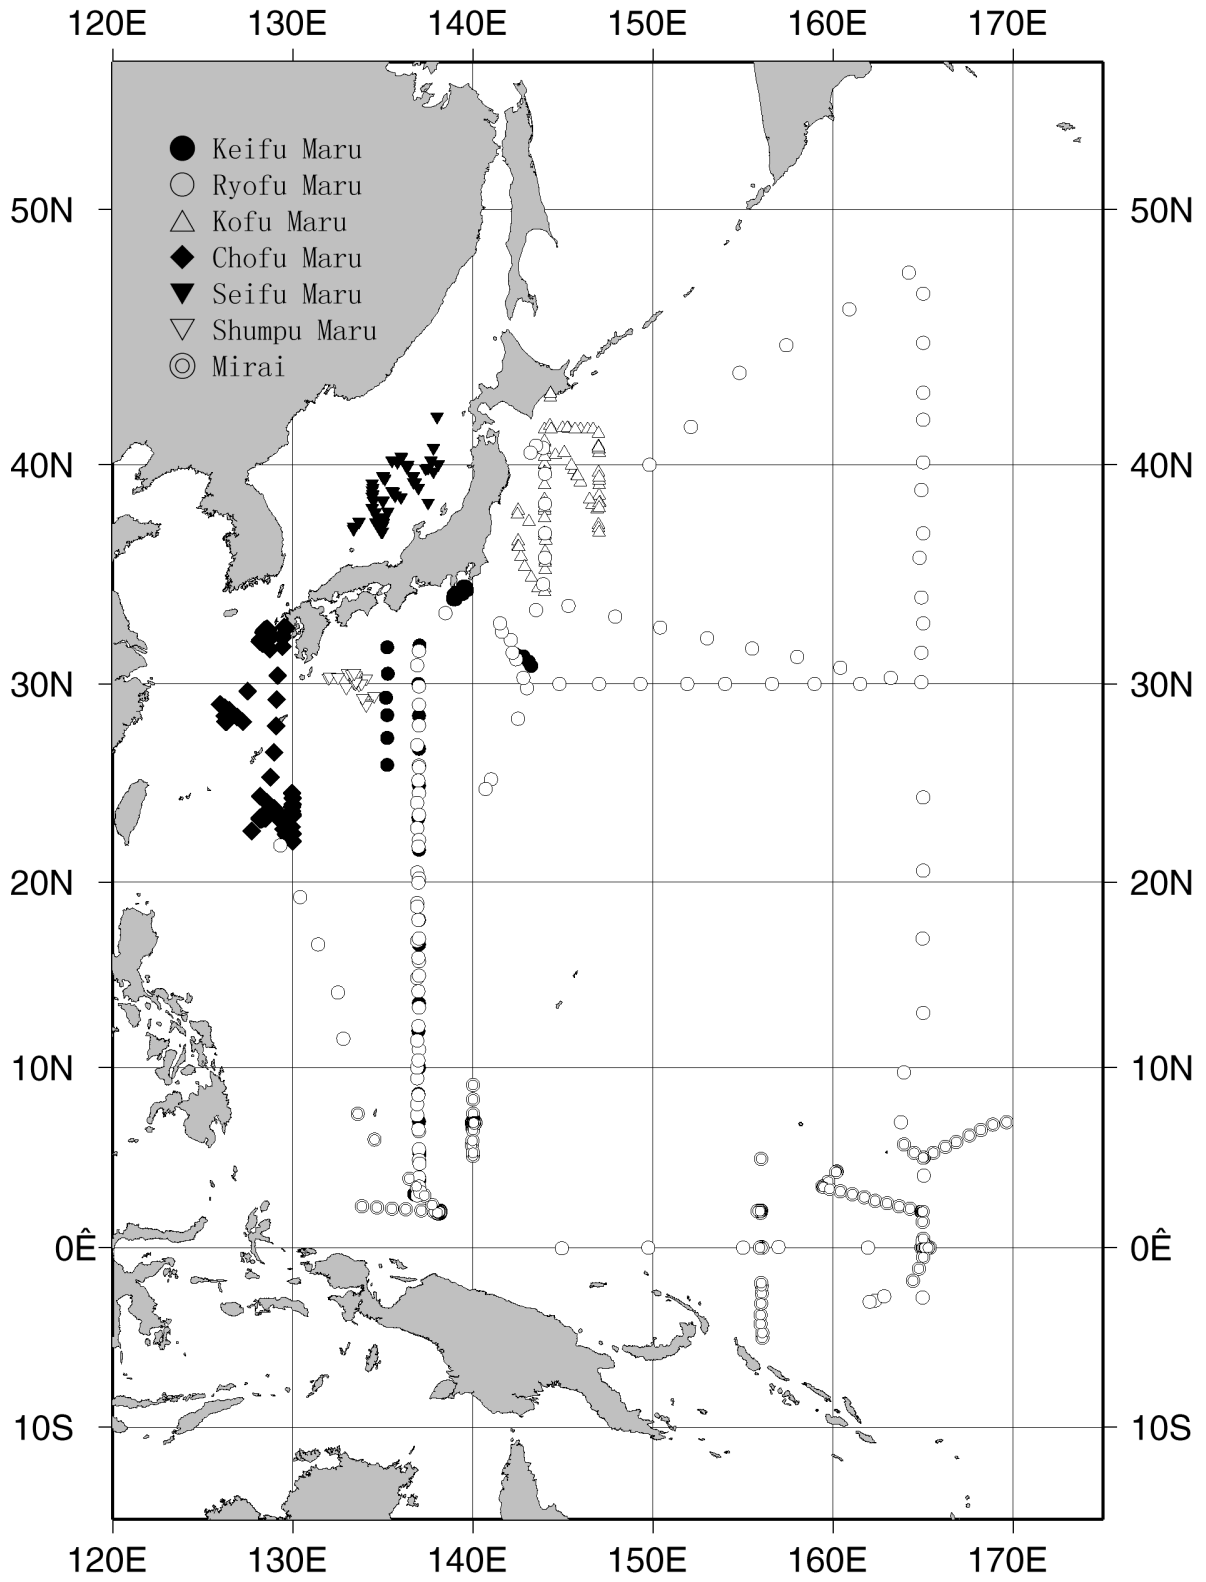 120E 130E 140E 150E 160E 170E
Keifu Maru
Ryofu Maru
50N 50N
Kofu Maru
Chofu Maru
Seifu Maru
Shumpu Maru
Mirai
40N 40N
30N 30N
20N 20N
10N 10N
0Ê 0Ê
10S 10S
120E 130E 140E 150E 160E 170E